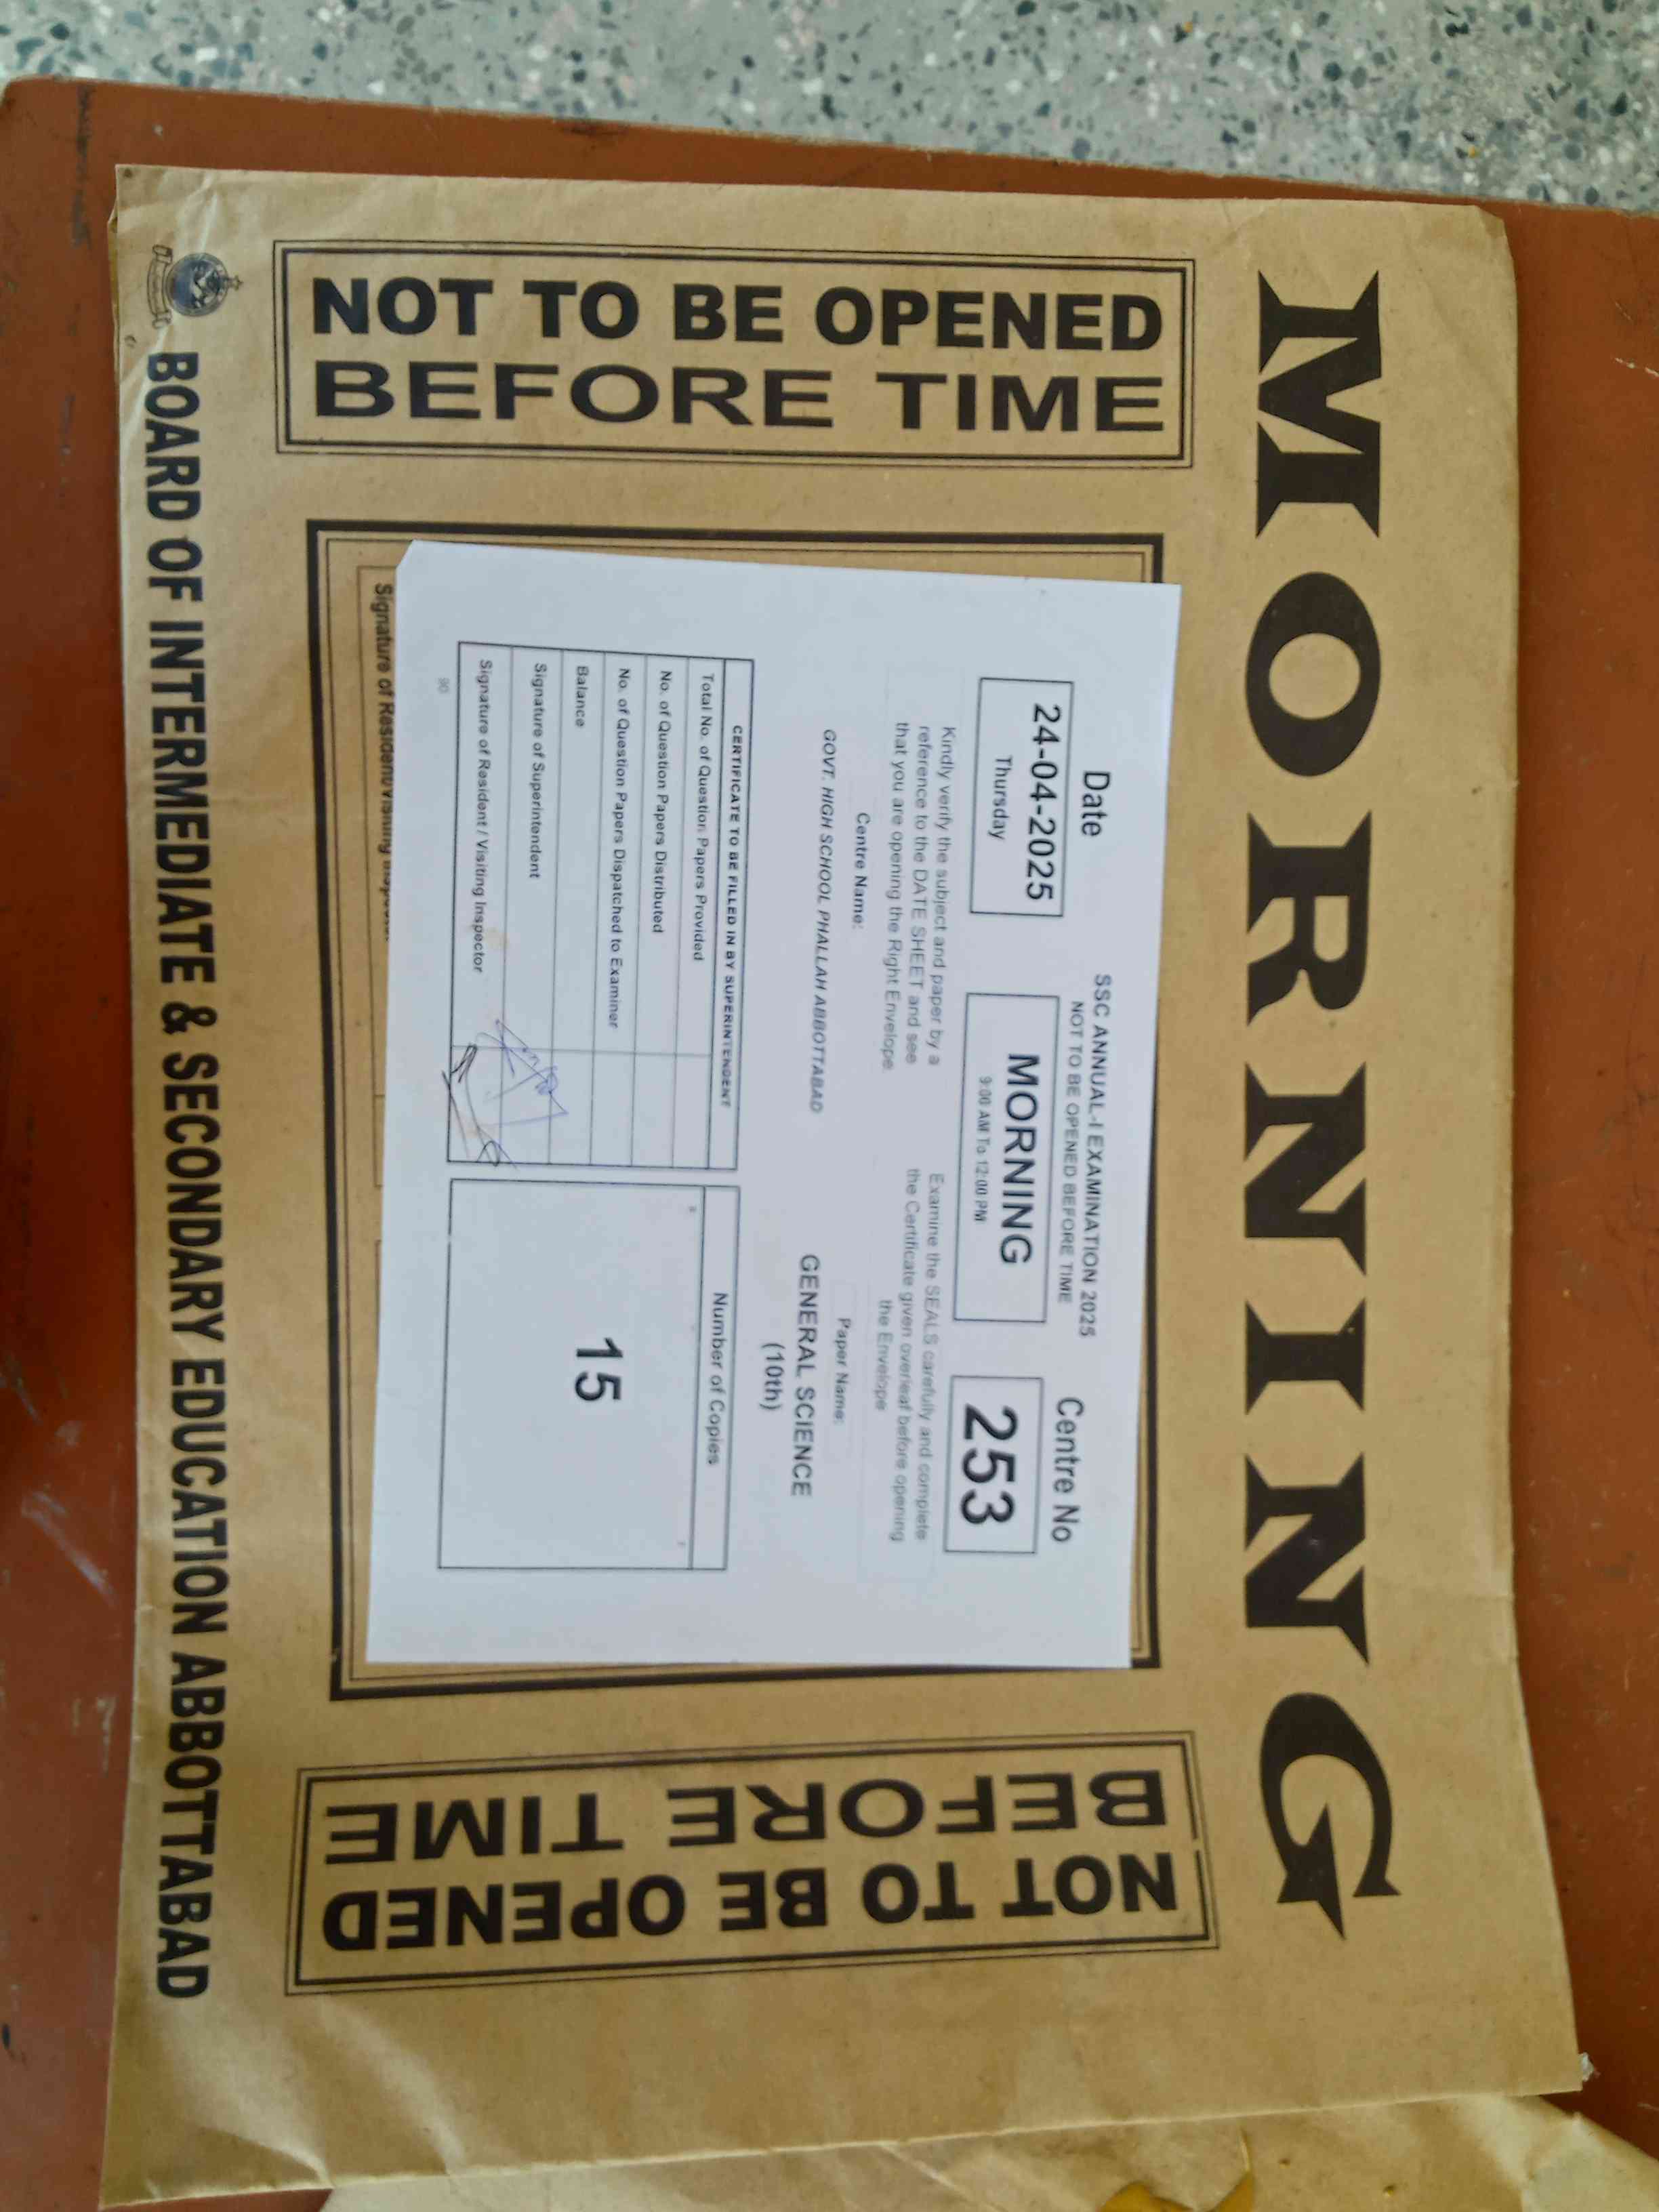 MORNING
NOT TO BE OPENED
BEFORE TIME
Date
24-04-2025
Thursday
SSC ANNUAL-I EXAMINATION 2025
NOT TO BE OPENED BEFORE TIME
MORNING
9:00 AM To 12:00 PM
Centre No
253
Kindly verify the subject and paper by a
reference to the DATE SHEET and see
that you are opening the Right Envelope
Examine the SEALS carefully and complete
the Certificate given overleaf before opening
the Envelope
Centre Name:
GOVT. HIGH SCHOOL PHALLAH ABBOTTABAD
Paper Name:
GENERAL SCIENCE
(10th)
CERTIFICATE TO BE FILLED IN BY SUPERINTENDENT
Total No. of Question Papers Provided
No. of Question Papers Distributed
No. of Question Papers Dispatched to Examiner
Balance
Signature of Superintendent
Signature of Resident / Visiting Inspector
Number of Copies
15
90
Signature of Resident/Visiting Inspector
NOT TO BE OPENED
BEFORE TIME
BOARD OF INTERMEDIATE & SECONDARY EDUCATION ABBOTTABAD